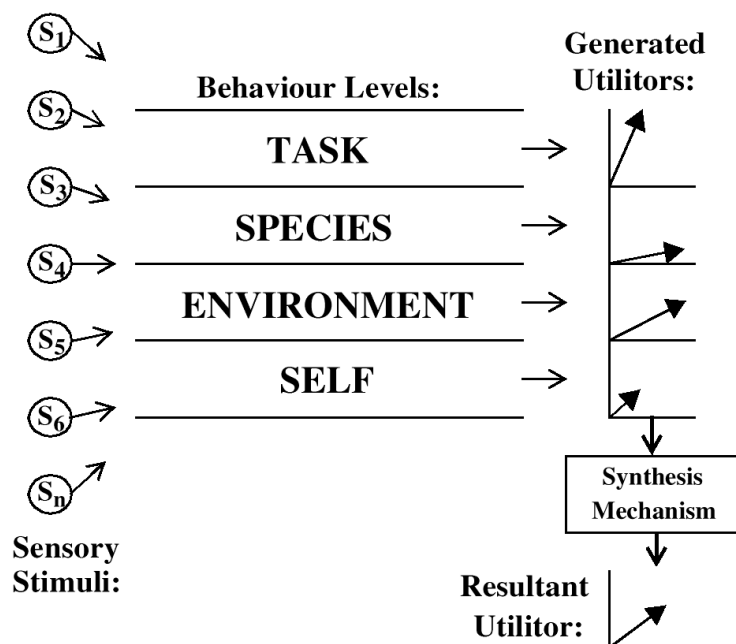 S1
S2
S3
S4
S5
S6
Sn
Sensory
Stimuli:
Behaviour Levels:
TASK
SPECIES
ENVIRONMENT
SELF
Generated
Utilitors:
Synthesis
Mechanism
Resultant
Utilitor: